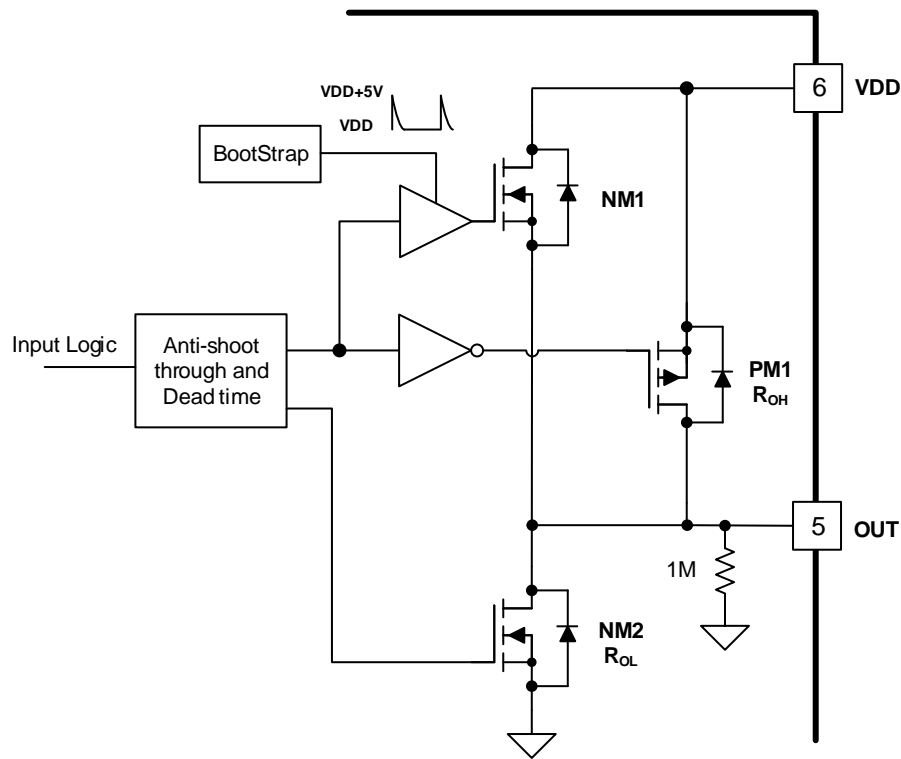 6
VDD
VDD+5V
VDD
BootStrap
NM1
Input Logic
Anti-shoot
through and
Dead time
PM1
ROH
5
OUT
1M
NM2
ROL